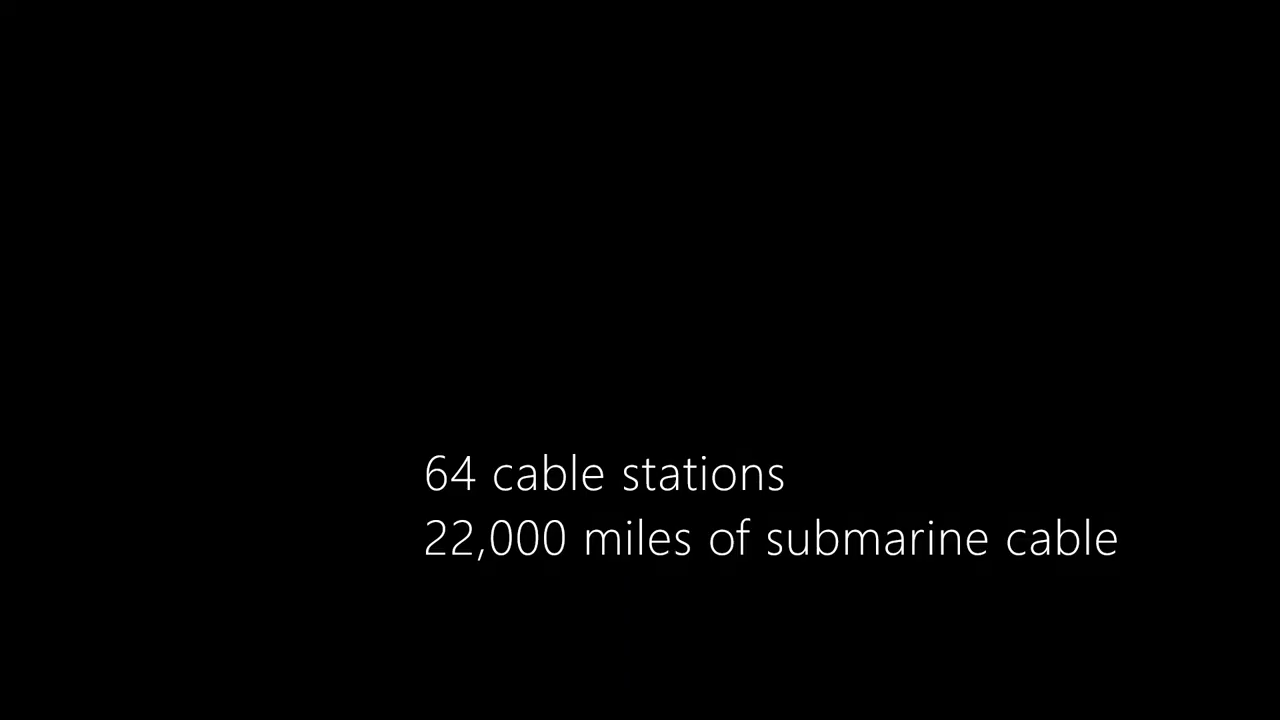 64 cable stations
22,000 miles of submarine cable